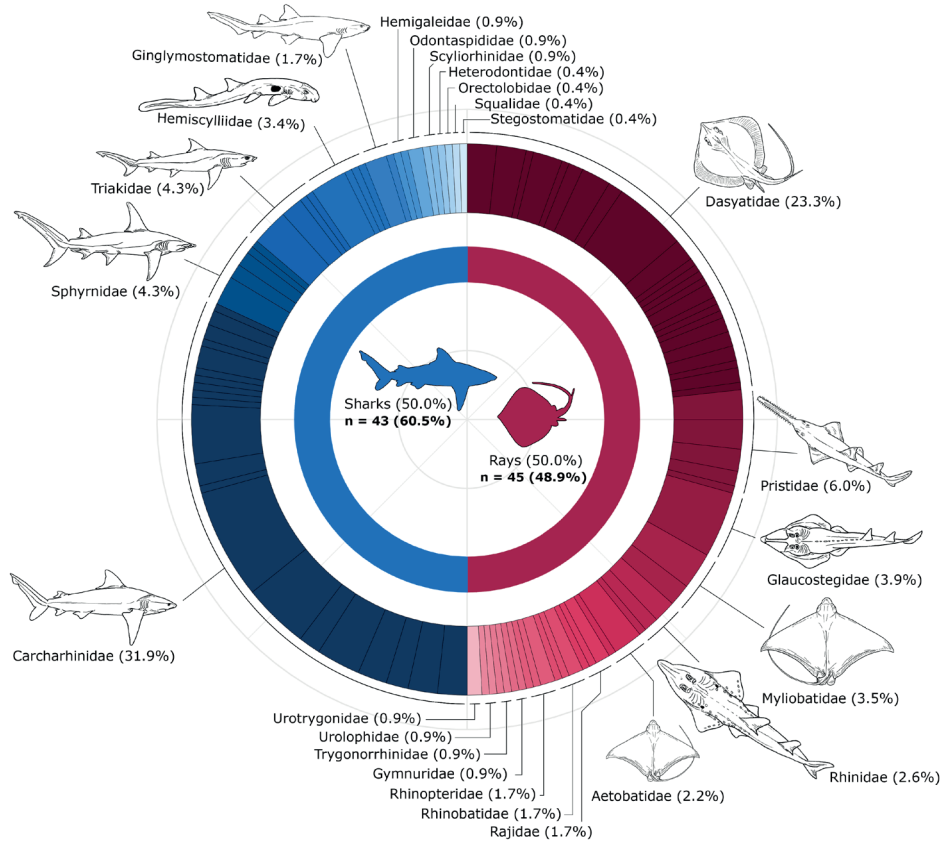 Hemigaleidae (0.9%)
Odontaspididae (0.9%)
Scyliorhinidae (0.9%)
Heterodontidae (0.4%)
Orectolobidae (0.4%)
Squalidae (0.4%)
Stegostomatidae (0.4%)
Ginglymostomatidae (1.7%)
Hemiscylliidae (3.4%)
Triakidae (4.3%)
Sphyrnidae (4.3%)
Carcharhinidae (31.9%)
Sharks (50.0%)
n = 43 (60.5%)
Rays (50.0%)
n = 45 (48.9%)
Dasyatidae (23.3%)
Pristidae (6.0%)
Glaucostegidae (3.9%)
Myliobatidae (3.5%)
Rhinidae (2.6%)
Aetobatidae (2.2%)
Urotrygonidae (0.9%)
Urolophidae (0.9%)
Trygonorrhinidae (0.9%)
Gymnuridae (0.9%)
Rhinopteridae (1.7%)
Rhinobatidae (1.7%)
Rajidae (1.7%)